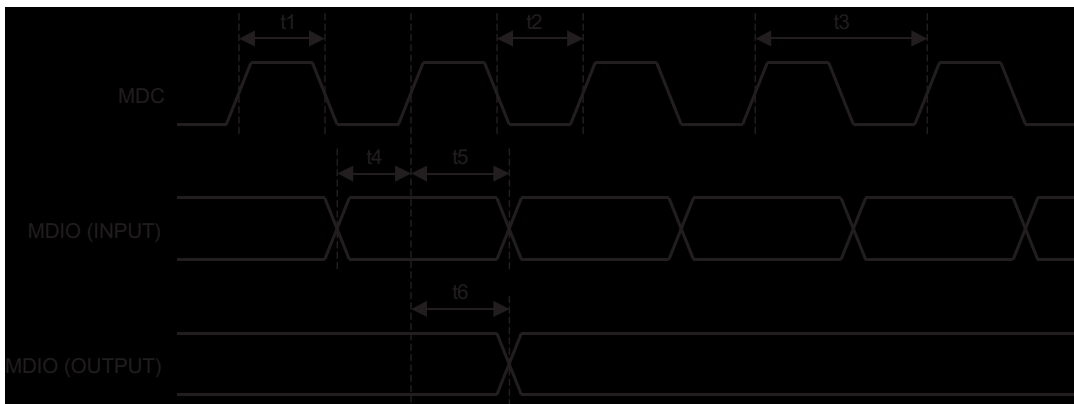 t1
t2
t3
MDC
t4
t5
MDIO (INPUT)
t6
MDIO (OUTPUT)